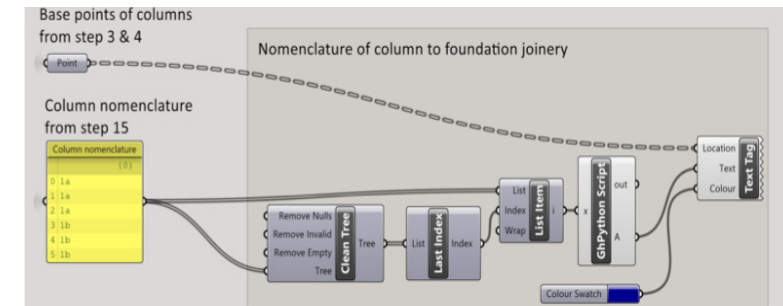 Base points of columns
from step 3 & 4
Nomenclature of column to foundation joinery
Point
Column nomenclature
from step 15
Column nomenclature
{0}
0 1a
1 1a
2 1a
3 1b
4 1b
5 1b
Remove Nulls
Remove Invalid
Remove Empty
Tree
Clean Tree
Tree
List
Last Index
Index
List
Index
Wrap
List Item
i
x
GhPython Script
out
A
Location
Text
Colour
Text Tag
Colour Swatch